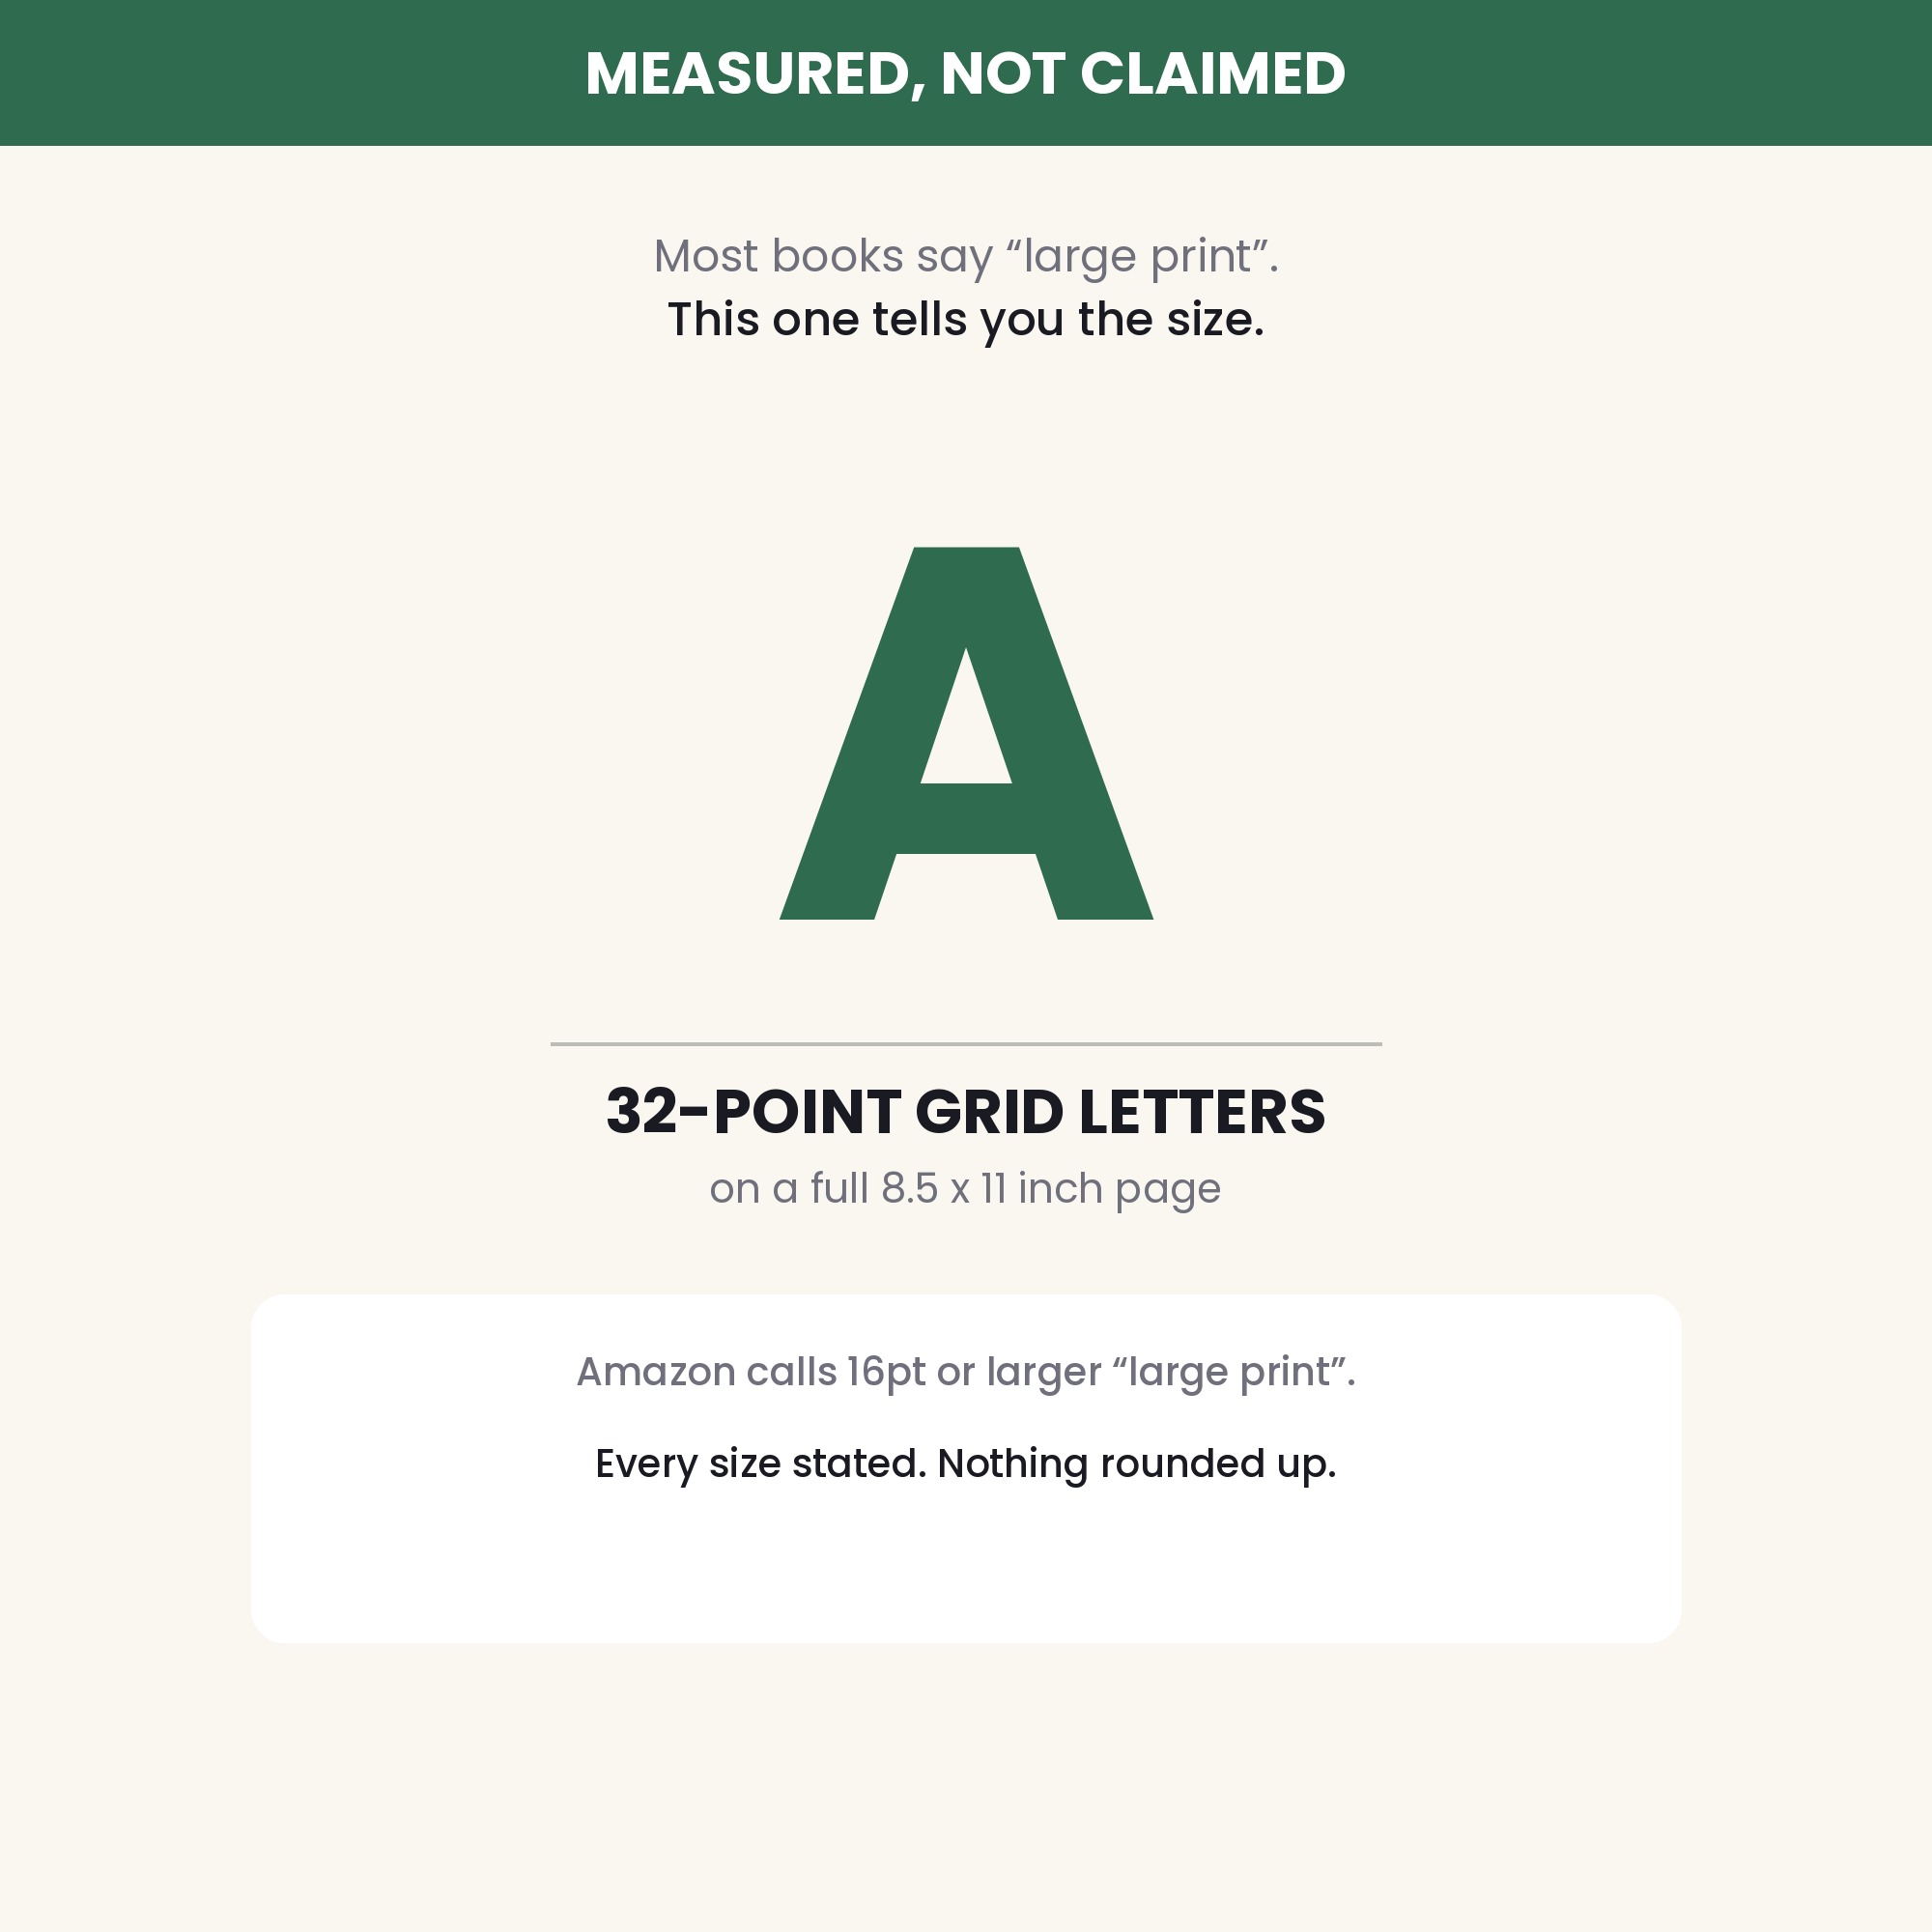 MEASURED, NOT CLAIMED
Most books say “large print”.
This one tells you the size.
A
32-POINT GRID LETTERS
on a full 8.5 x 11 inch page
Amazon calls 16pt or larger “large print”.
Every size stated. Nothing rounded up.